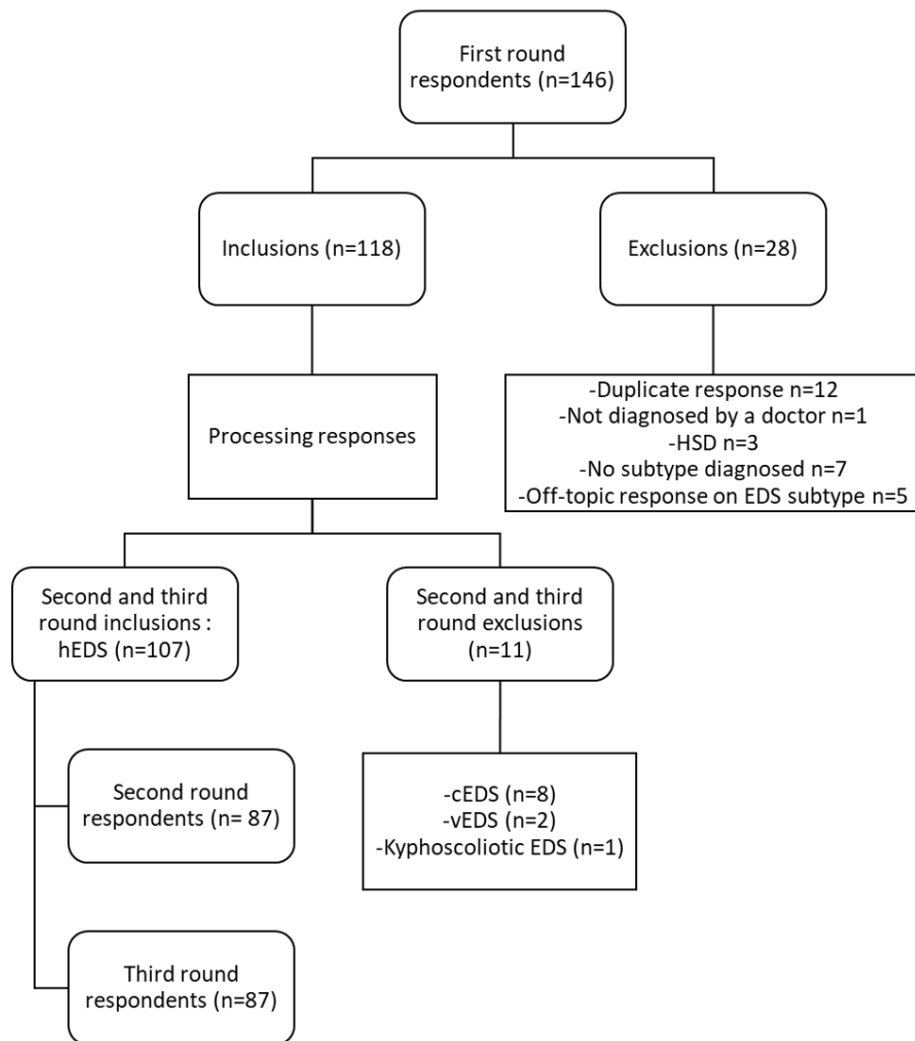 First round
respondents (n=146)
Inclusions (n=118)
Exclusions (n=28)
Processing responses
-Duplicate response n=12
-Not diagnosed by a doctor n=1
-HSD n=3
-No subtype diagnosed n=7
-Off-topic response on EDS subtype n=5
Second and third
round inclusions :
hEDS (n=107)
Second and third
round exclusions
(n=11)
Second round
respondents (n= 87)
-cEDS (n=8)
-vEDS (n=2)
-Kyphoscoliotic EDS (n=1)
Third round
respondents (n=87)